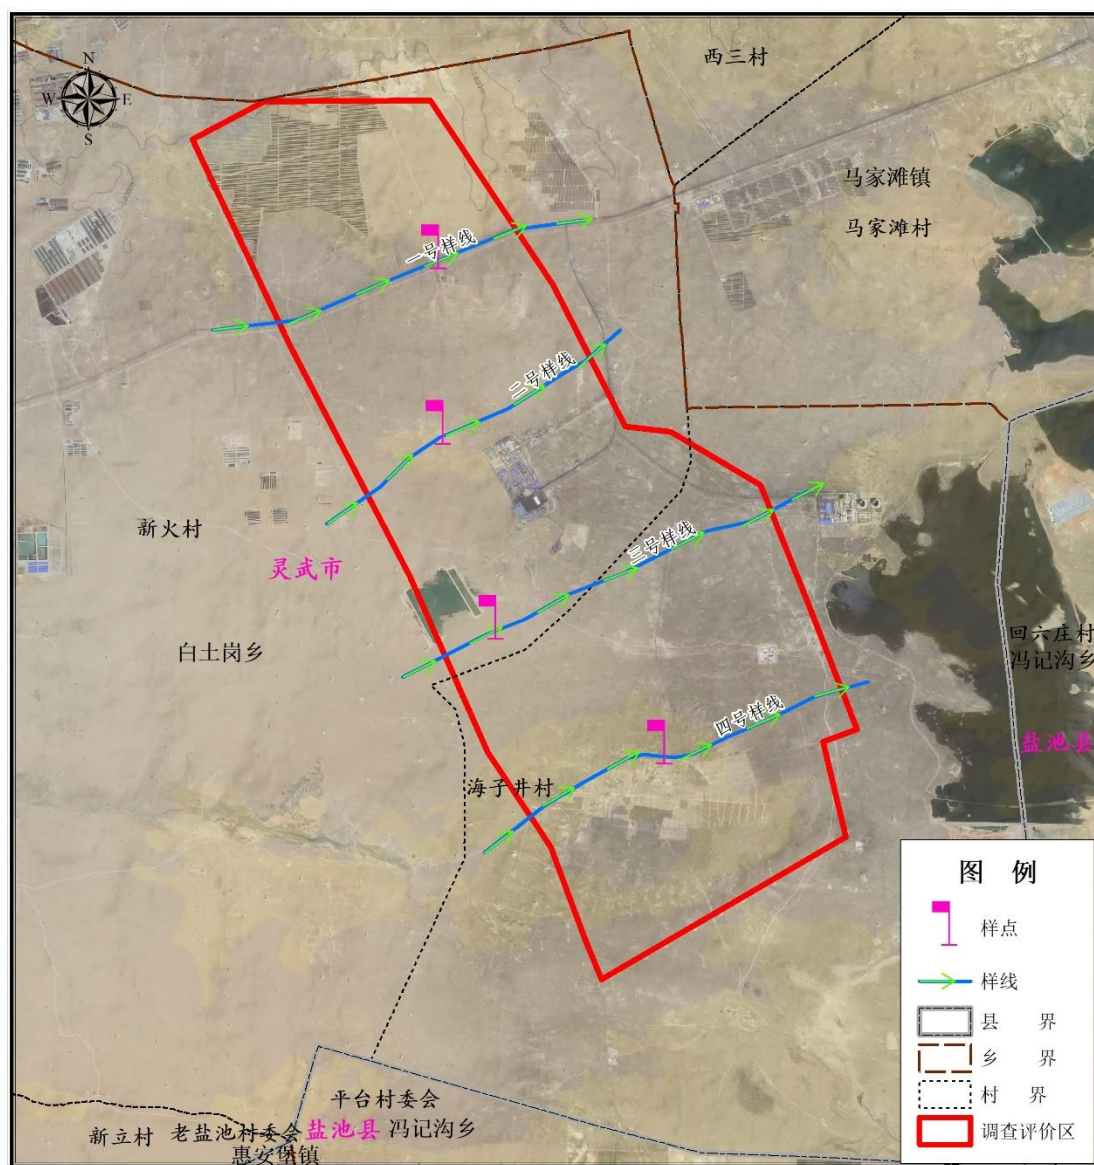 西三村
N
W E
S
马家滩镇
马家滩村
一号样线
二号样线
新火村
三号样线
灵武市
回六庄村
白土岗乡
冯记沟乡
四号样线
盐池县
海子井村
图 例
样点
样线
县 界
乡 界
村 界
调查评价区
平台村委会
新立村 老盐池村委会 盐池县 冯记沟乡
惠安堡镇